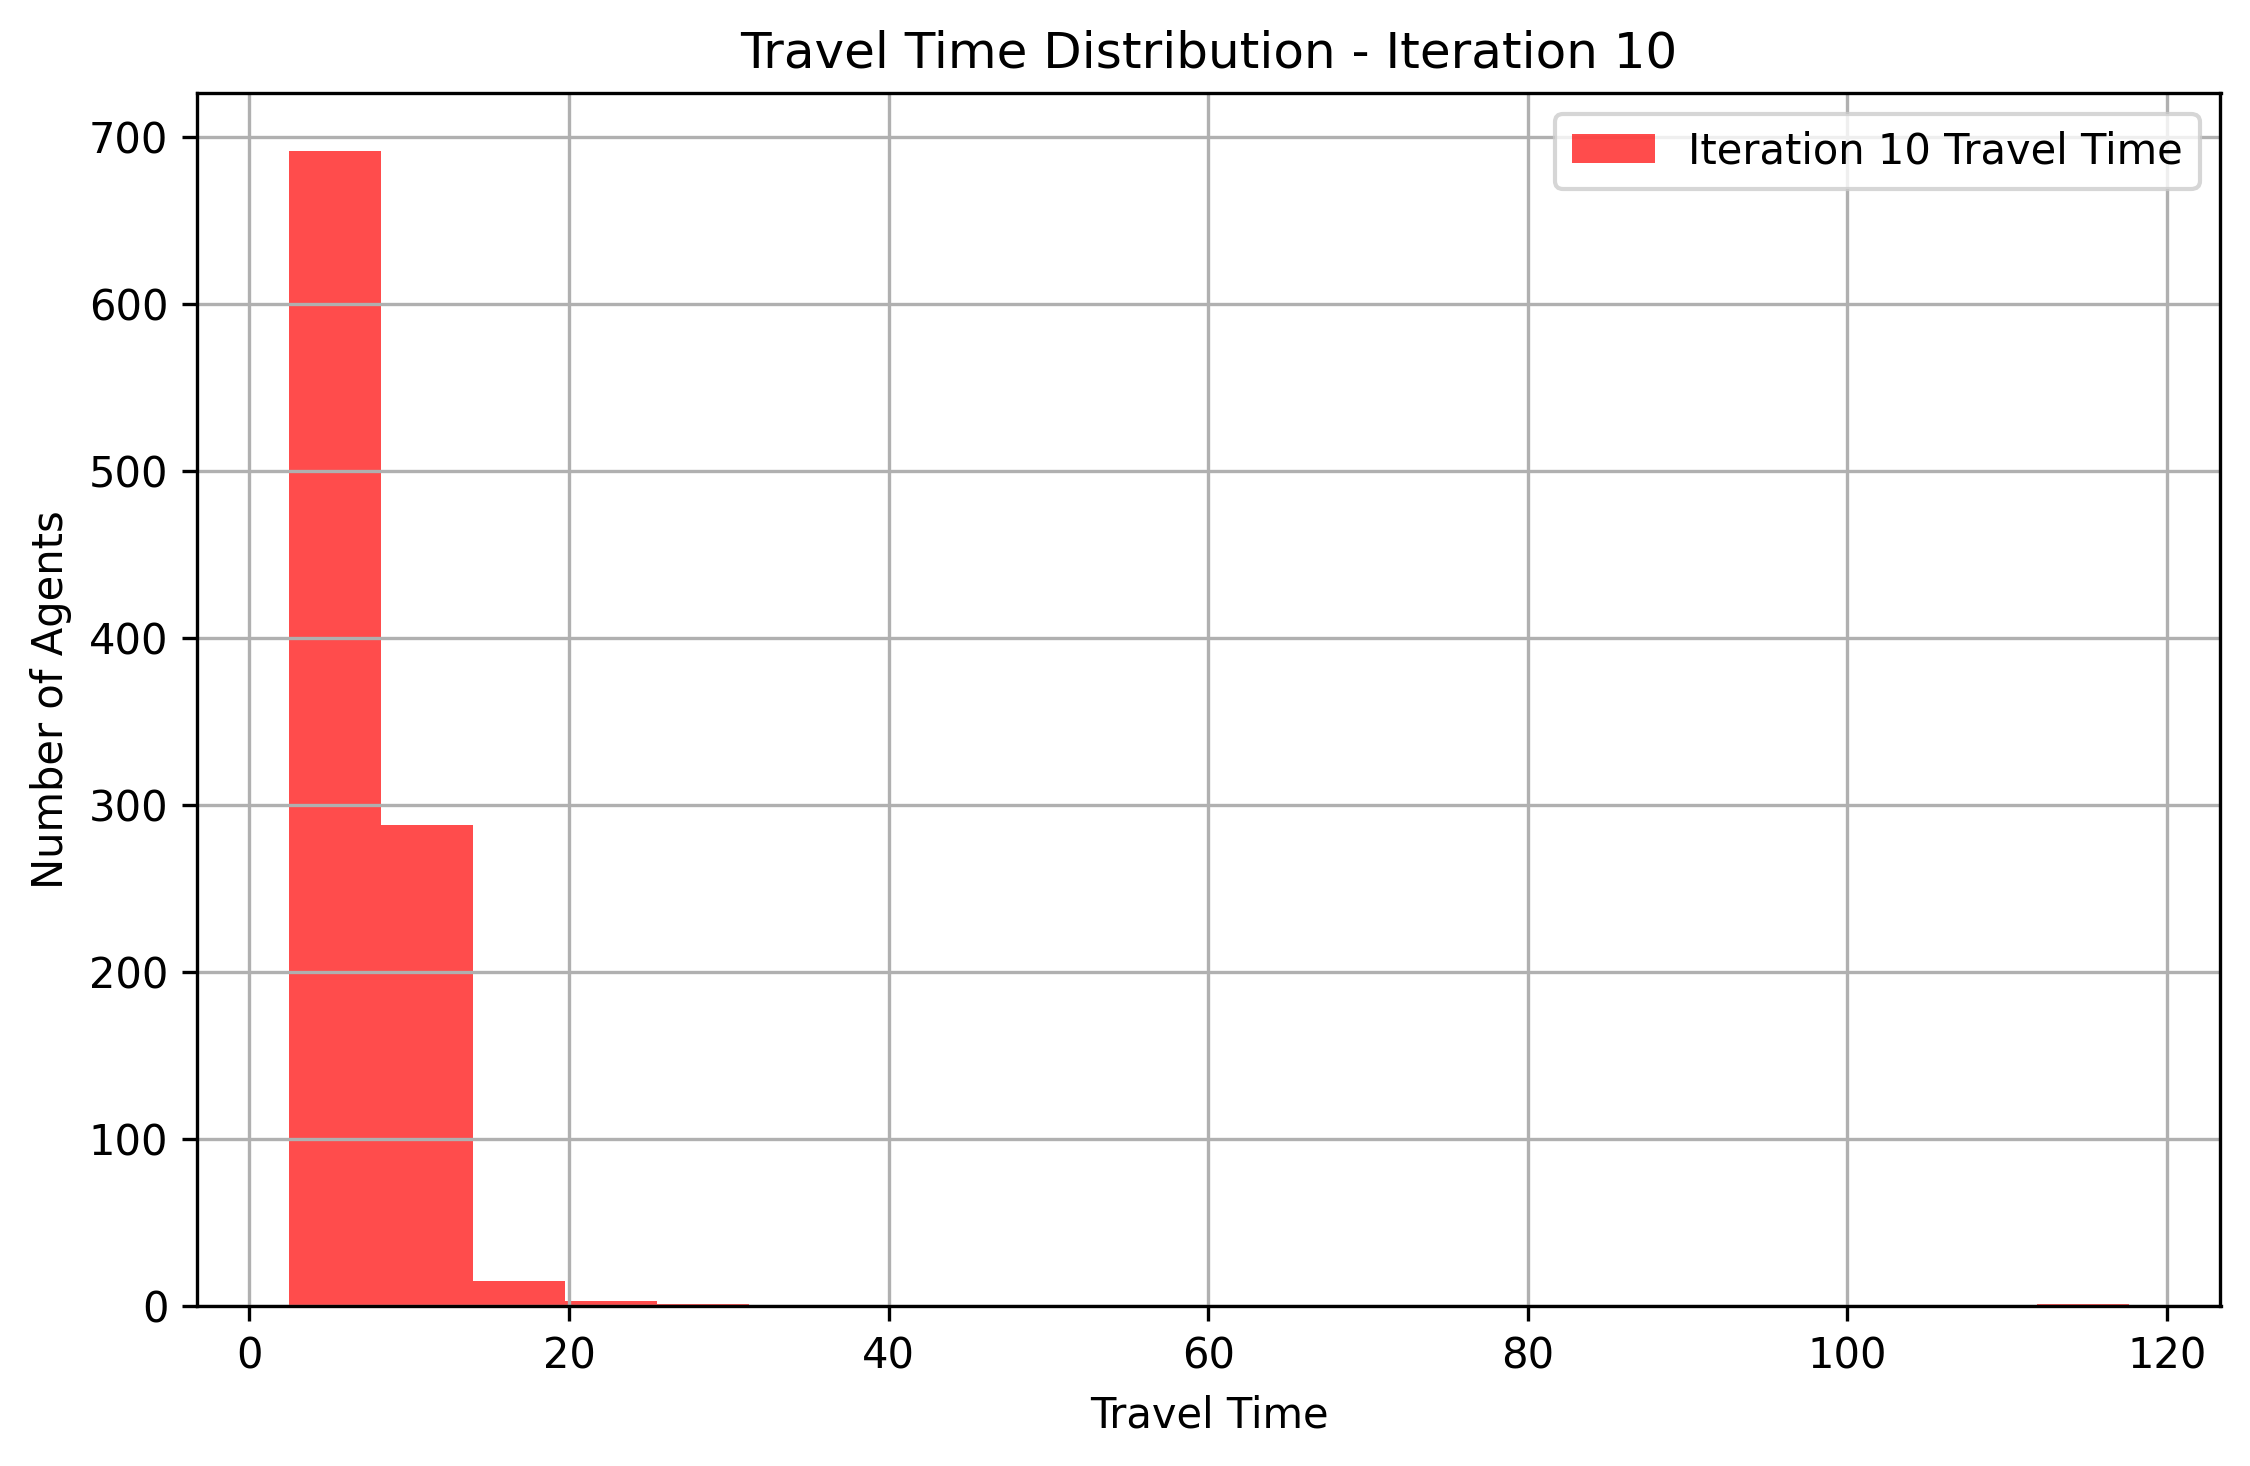 Travel Time Distribution - Iteration 10
Iteration 10 Travel Time
700
600
500
400
300
200
100
0
Number of Agents
0 20 40 60 80 100 120
Travel Time